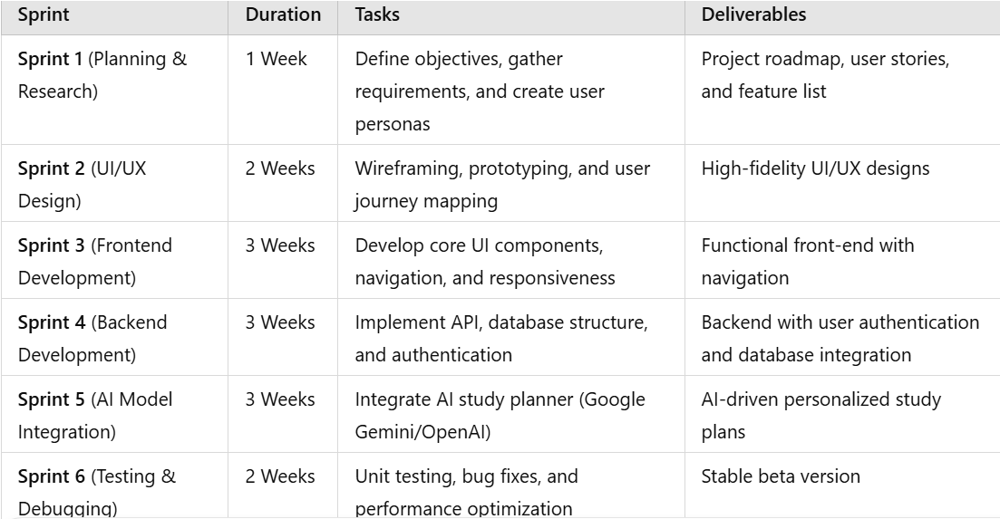 Sprint Duration Tasks Deliverables
Sprint 1 (Planning & 1 Week Define objectives, gather Project roadmap, user stories,
Research) requirements, and create user and feature list
personas
Sprint 2 (UI/UX 2 Weeks Wireframing, prototyping, and user High-fidelity UI/UX designs
Design) journey mapping
Sprint 3 (Frontend 3 Weeks Develop core UI components, Functional front-end with
Development) navigation, and responsiveness navigation
Sprint 4 (Backend 3 Weeks Implement API, database structure, Backend with user authentication
Development) and authentication and database integration
Sprint 5 (AI Model 3 Weeks Integrate AI study planner (Google AI-driven personalized study
Integration) Gemini/OpenAI) plans
Sprint 6 (Testing & 2 Weeks Unit testing, bug fixes, and Stable beta version
Debugging) performance optimization